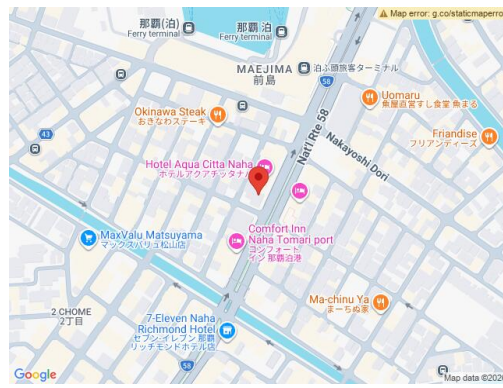 Map error: g.co/staticmaperro
那覇(泊)
Ferry terminal
那覇 泊
Ferry terminal
MAEJIMA
前島
泊ふ頭旅客ターミナル
58
Uomaru
魚屋直営すし食堂 魚まる
Okinawa Steak
おきなわステーキ
Nat'l Rte 58
Nakayoshi Dori
Friandise
フリアンディーズ
43
Hotel Aqua Citta Naha
ホテルアクアチッタナハ
Comfort Inn
Naha Tomari port
コンフォート
イン 那覇泊港
MaxValu Matsuyama
マックスバリュ松山店
Ma-chinu Ya
まーちぬ家
2 CHOME
2丁目
7-Eleven Naha
Richmond Hotel
セブン-イレブン 那覇
リッチモンドホテル店
58
Google
Map data ©202